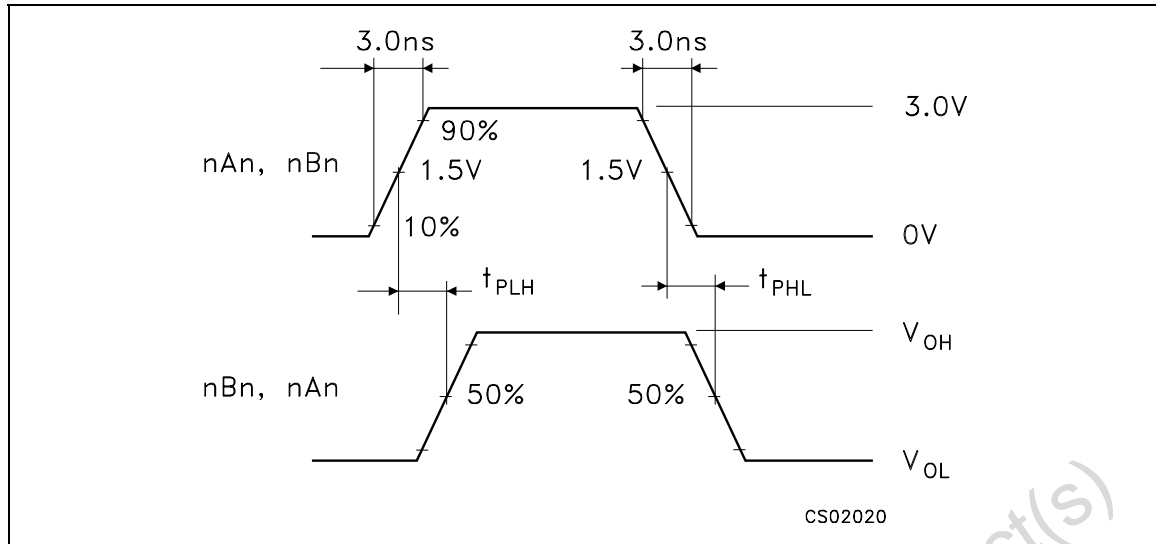 3.0ns 3.0ns
3.0V
90%
nAn, nBn 1.5V 1.5V
10%
0V
tPLH tPHL
VOH
nBn, nAn 50% 50%
VOL
CS02020
ct(s)